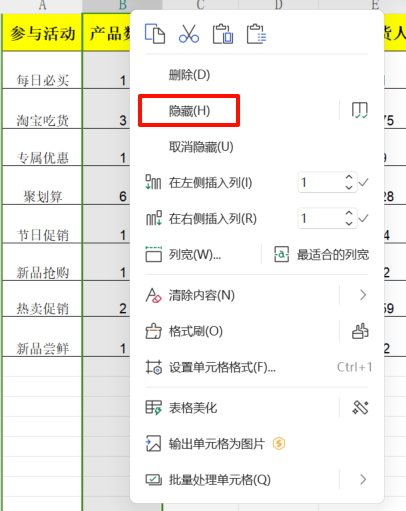 A B C D E
参与活动 产品 货人
每日必买 1
淘宝吃货 3 75
专属优惠 1 9
聚划算 6 28
节日促销 1 4
新品抢购 1 2
热卖促销 2 59
新品尝鲜 1 2
删除(D)
隐藏(H)
取消隐藏(U)
在左侧插入列(I) 1
在右侧插入列(R) 1
列宽(W)... 最适合的列宽
清除内容(N)
格式刷(O)
设置单元格格式(F)... Ctrl+1
表格美化
输出单元格为图片
批量处理单元格(Q)